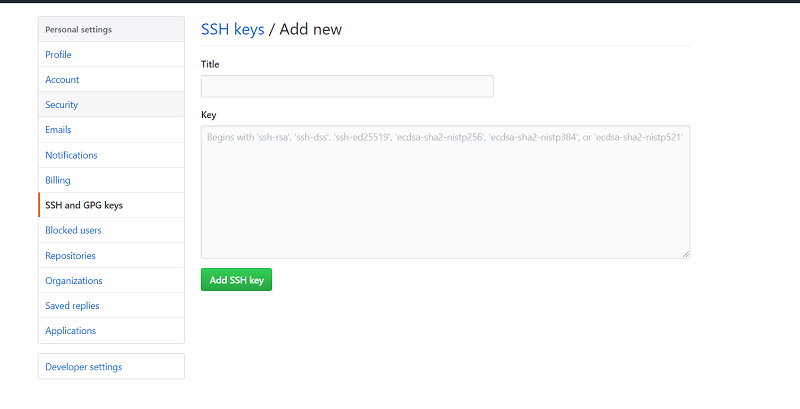 Personal settings
Profile
Account
Security
Emails
Notifications
Billing
SSH and GPG keys
Blocked users
Repositories
Organizations
Saved replies
Applications
Developer settings
SSH keys / Add new
Title
Key
Begins with 'ssh-rsa', 'ssh-dss', 'ssh-ed25519', 'ecdsa-sha2-nistp256', 'ecdsa-sha2-nistp384', or 'ecdsa-sha2-nistp521'
Add SSH key